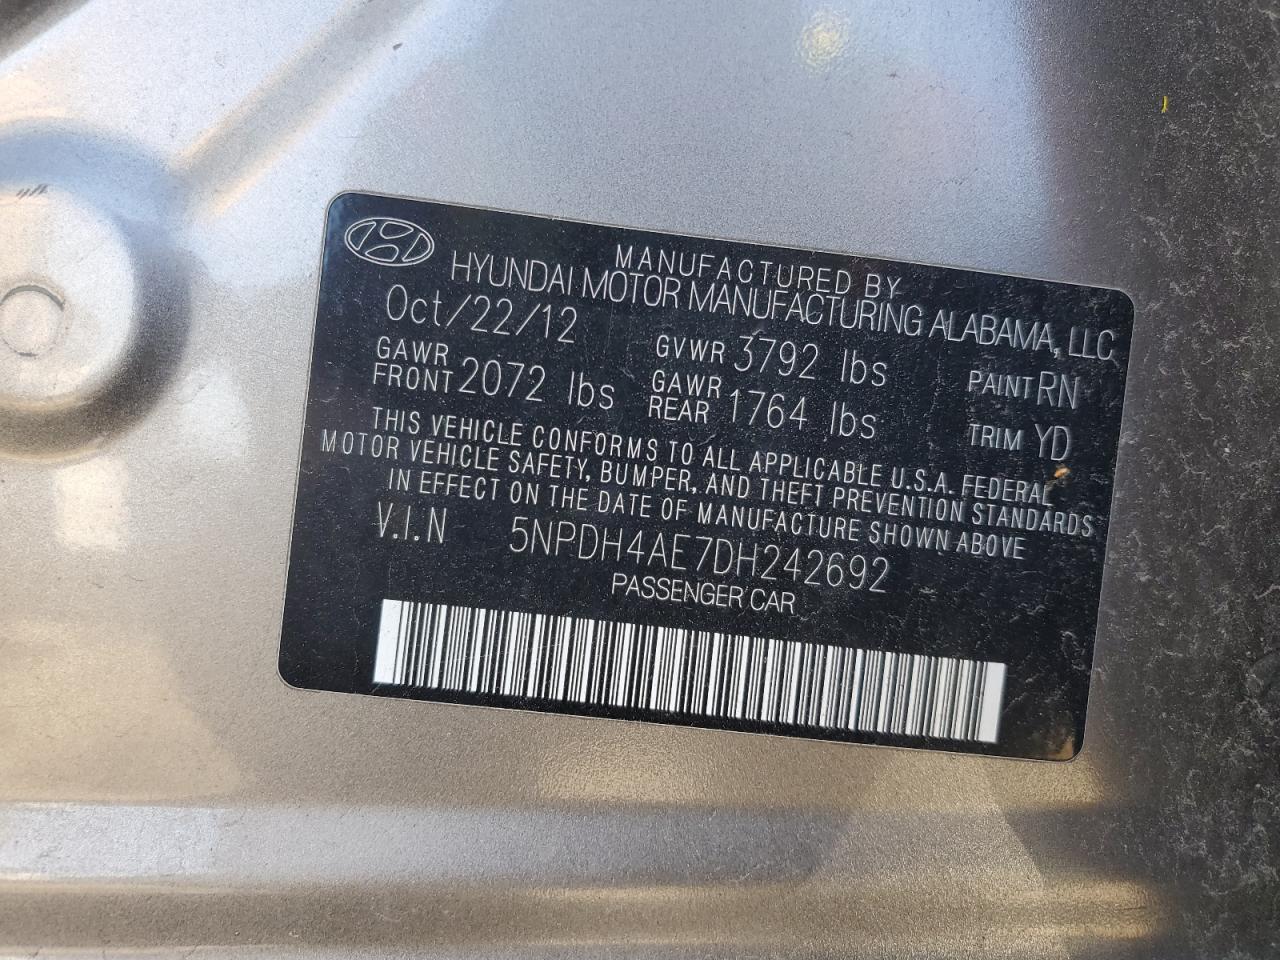 MANUFACTURED BY
HYUNDAI MOTOR MANUFACTURING ALABAMA, LLC
Oct/22/12
GVWR 3792 lbs
PAINT RN
GAWR FRONT 2072 lbs
GAWR REAR 1764 lbs
TRIM YD
THIS VEHICLE CONFORMS TO ALL APPLICABLE U.S.A. FEDERAL
MOTOR VEHICLE SAFETY, BUMPER, AND THEFT PREVENTION STANDARDS
IN EFFECT ON THE DATE OF MANUFACTURE SHOWN ABOVE
V.I.N 5NPDH4AE7DH242692
PASSENGER CAR